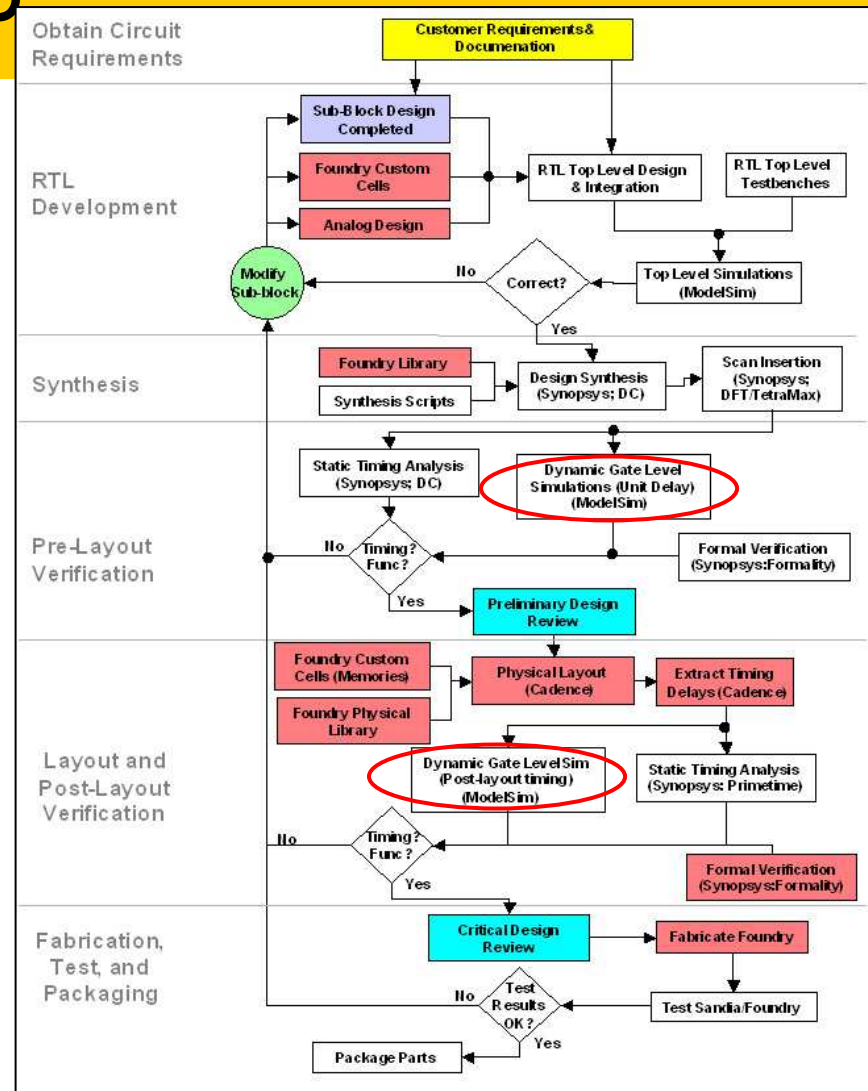 Obtain Circuit
Requirements
Customer Requirements &
Documenation
RTL
Development
Sub-Block Design
Completed
Foundry Custom
Cells
Analog Design
RTL Top Level Design
& Integration
RTL Top Level
Testbenches
Modify
Sub-block
No
Correct?
Top Level Simulations
(ModelSim)
Yes
Synthesis
Foundry Library
Synthesis Scripts
Design Synthesis
(Synopsys; DC)
Scan Insertion
(Synopsys;
DFT/TetraMax)
Pre-Layout
Verification
Static Timing Analysis
(Synopsys; DC)
Dynamic Gate Level
Simulations (Unit Delay)
(ModelSim)
No
Timing?
Func?
Formal Verification
(Synopsys:Formality)
Yes
Preliminary Design
Review
Layout and
Post-Layout
Verification
Foundry Custom
Cells (Memories)
Foundry Physical
Library
Physical Layout
(Cadence)
Extract Timing
Delays (Cadence)
Dynamic Gate Level Sim
(Post-layout timing)
(ModelSim)
Static Timing Analysis
(Synopsys: Primetime)
No
Timing?
Func?
Formal Verification
(Synopsys:Formality)
Yes
Fabrication,
Test, and
Packaging
Critical Design
Review
Fabricate Foundry
No
Test
Results
OK?
Test Sandia/Foundry
Yes
Package Parts